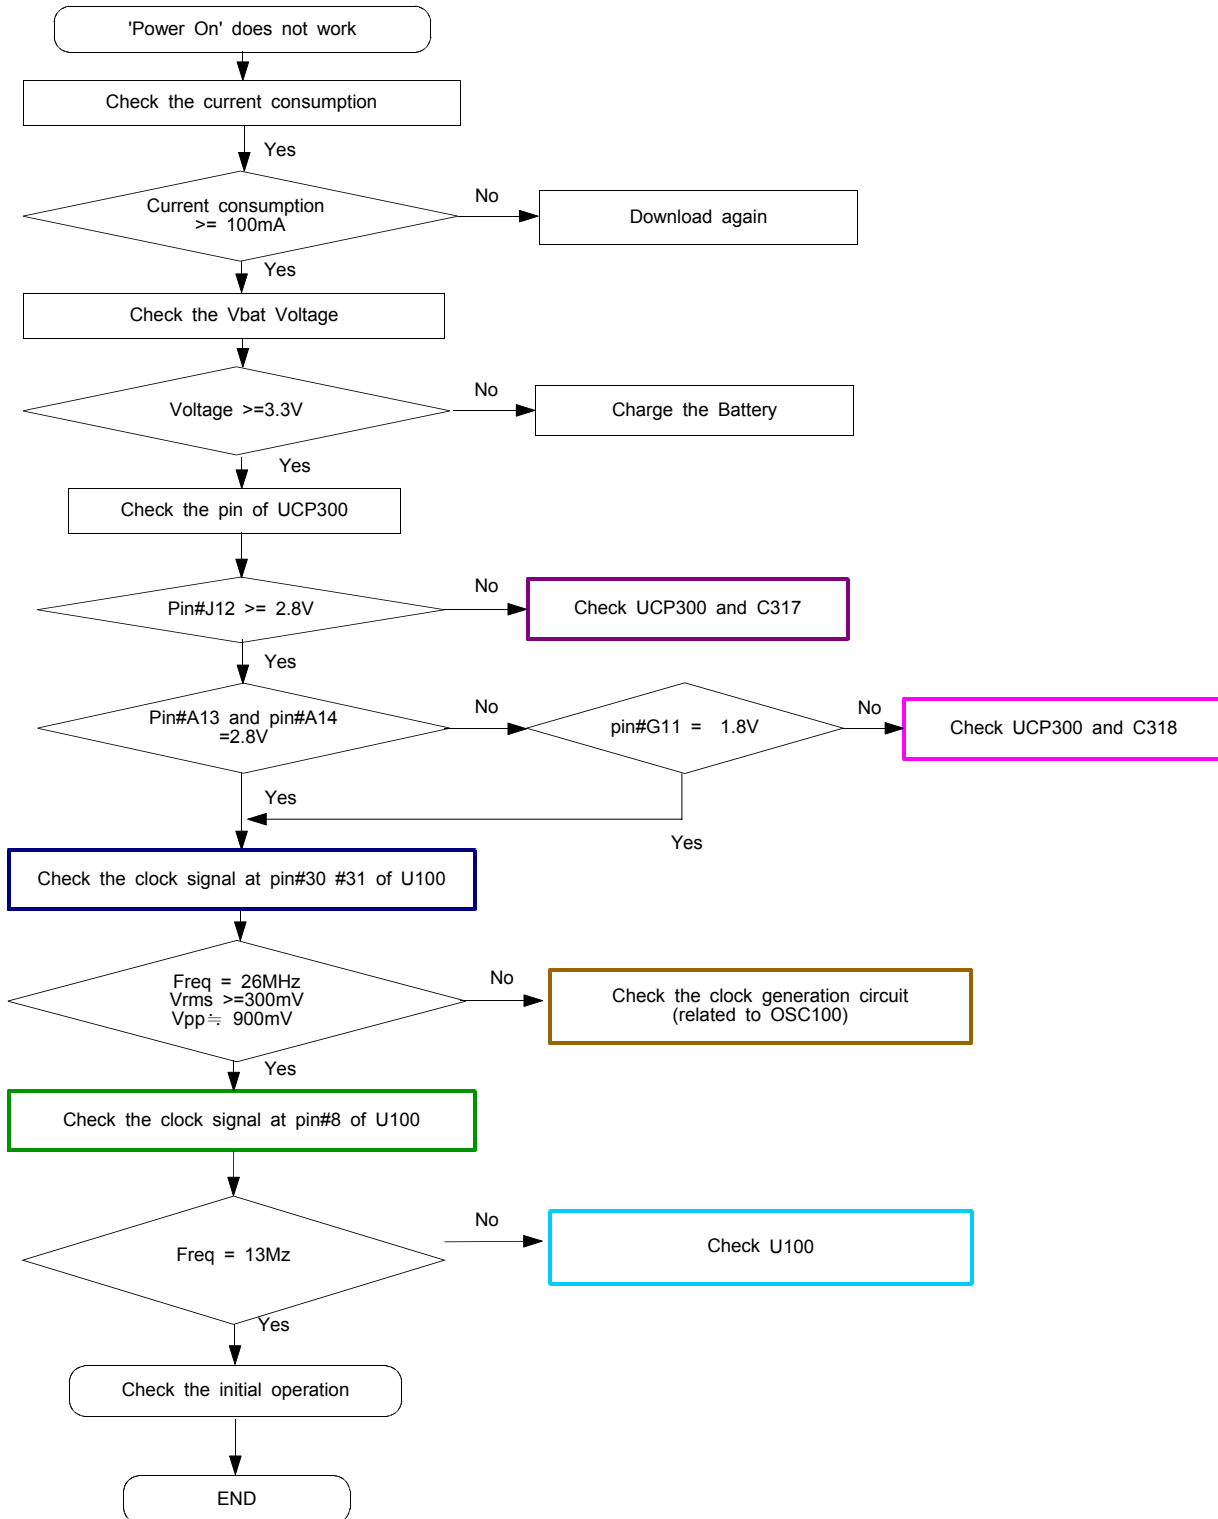 'Power On' does not work
Check the current consumption
Yes
Current consumption
>= 100mA
No
Download again
Yes
Check the Vbat Voltage
Voltage >=3.3V
No
Charge the Battery
Yes
Check the pin of UCP300
Pin#J12 >= 2.8V
No
Check UCP300 and C317
Yes
Pin#A13 and pin#A14
=2.8V
No
pin#G11 = 1.8V
No
Check UCP300 and C318
Yes
Yes
Check the clock signal at pin#30 #31 of U100
Freq = 26MHz
Vrms >=300mV
Vpp≒ 900mV
No
Check the clock generation circuit
(related to OSC100)
Yes
Check the clock signal at pin#8 of U100
Freq = 13Mz
No
Check U100
Yes
Check the initial operation
END